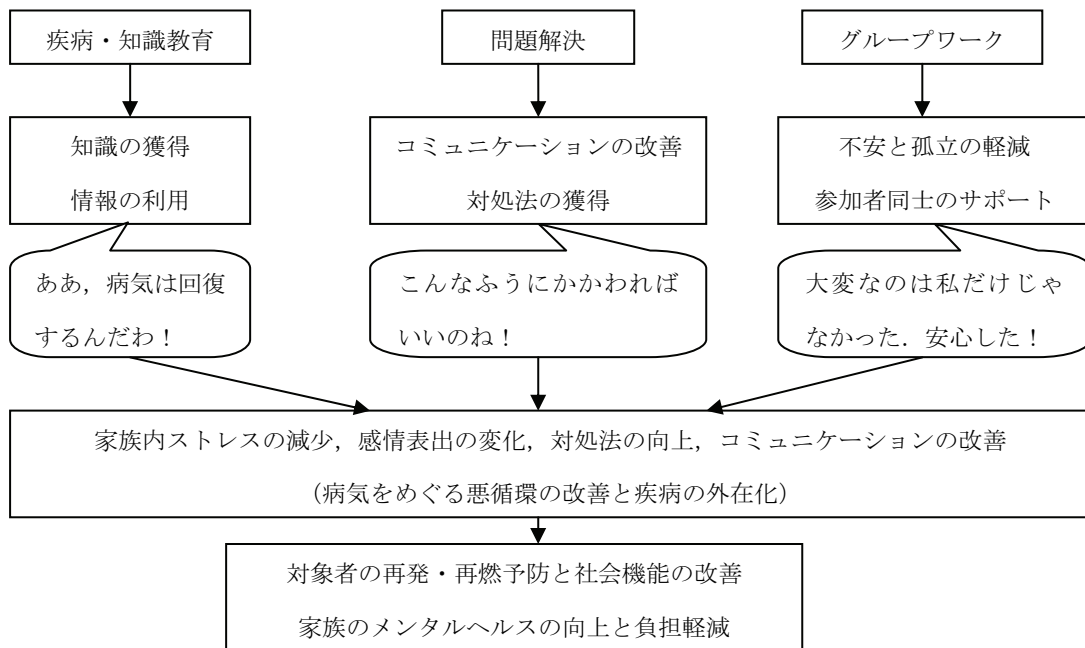 疾病・知識教育
問題解決
グループワーク
知識の獲得
情報の利用
コミュニケーションの改善
対処法の獲得
不安と孤立の軽減
参加者同士のサポート
ああ，病気は回復
するんだわ！
こんなふうにかかわれば
いいのね！
大変なのは私だけじゃ
なかった．安心した！
家族内ストレスの減少，感情表出の変化，対処法の向上，コミュニケーションの改善
（病気をめぐる悪循環の改善と疾病の外在化）
対象者の再発・再燃予防と社会機能の改善
家族のメンタルヘルスの向上と負担軽減